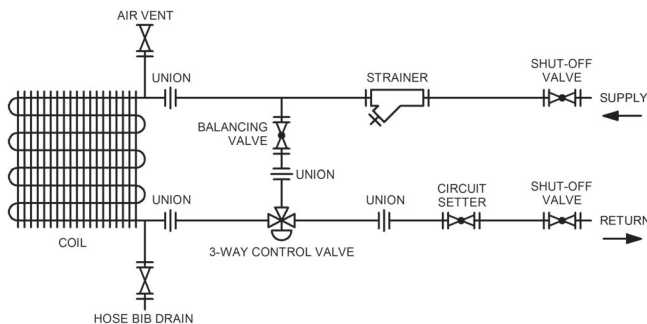 AIR VENT
UNION
STRAINER
SHUT-OFF
VALVE
SUPPLY
BALANCING
VALVE
UNION
UNION
UNION
CIRCUIT
SETTER
SHUT-OFF
VALVE
RETURN
COIL
3-WAY CONTROL VALVE
HOSE BIB DRAIN